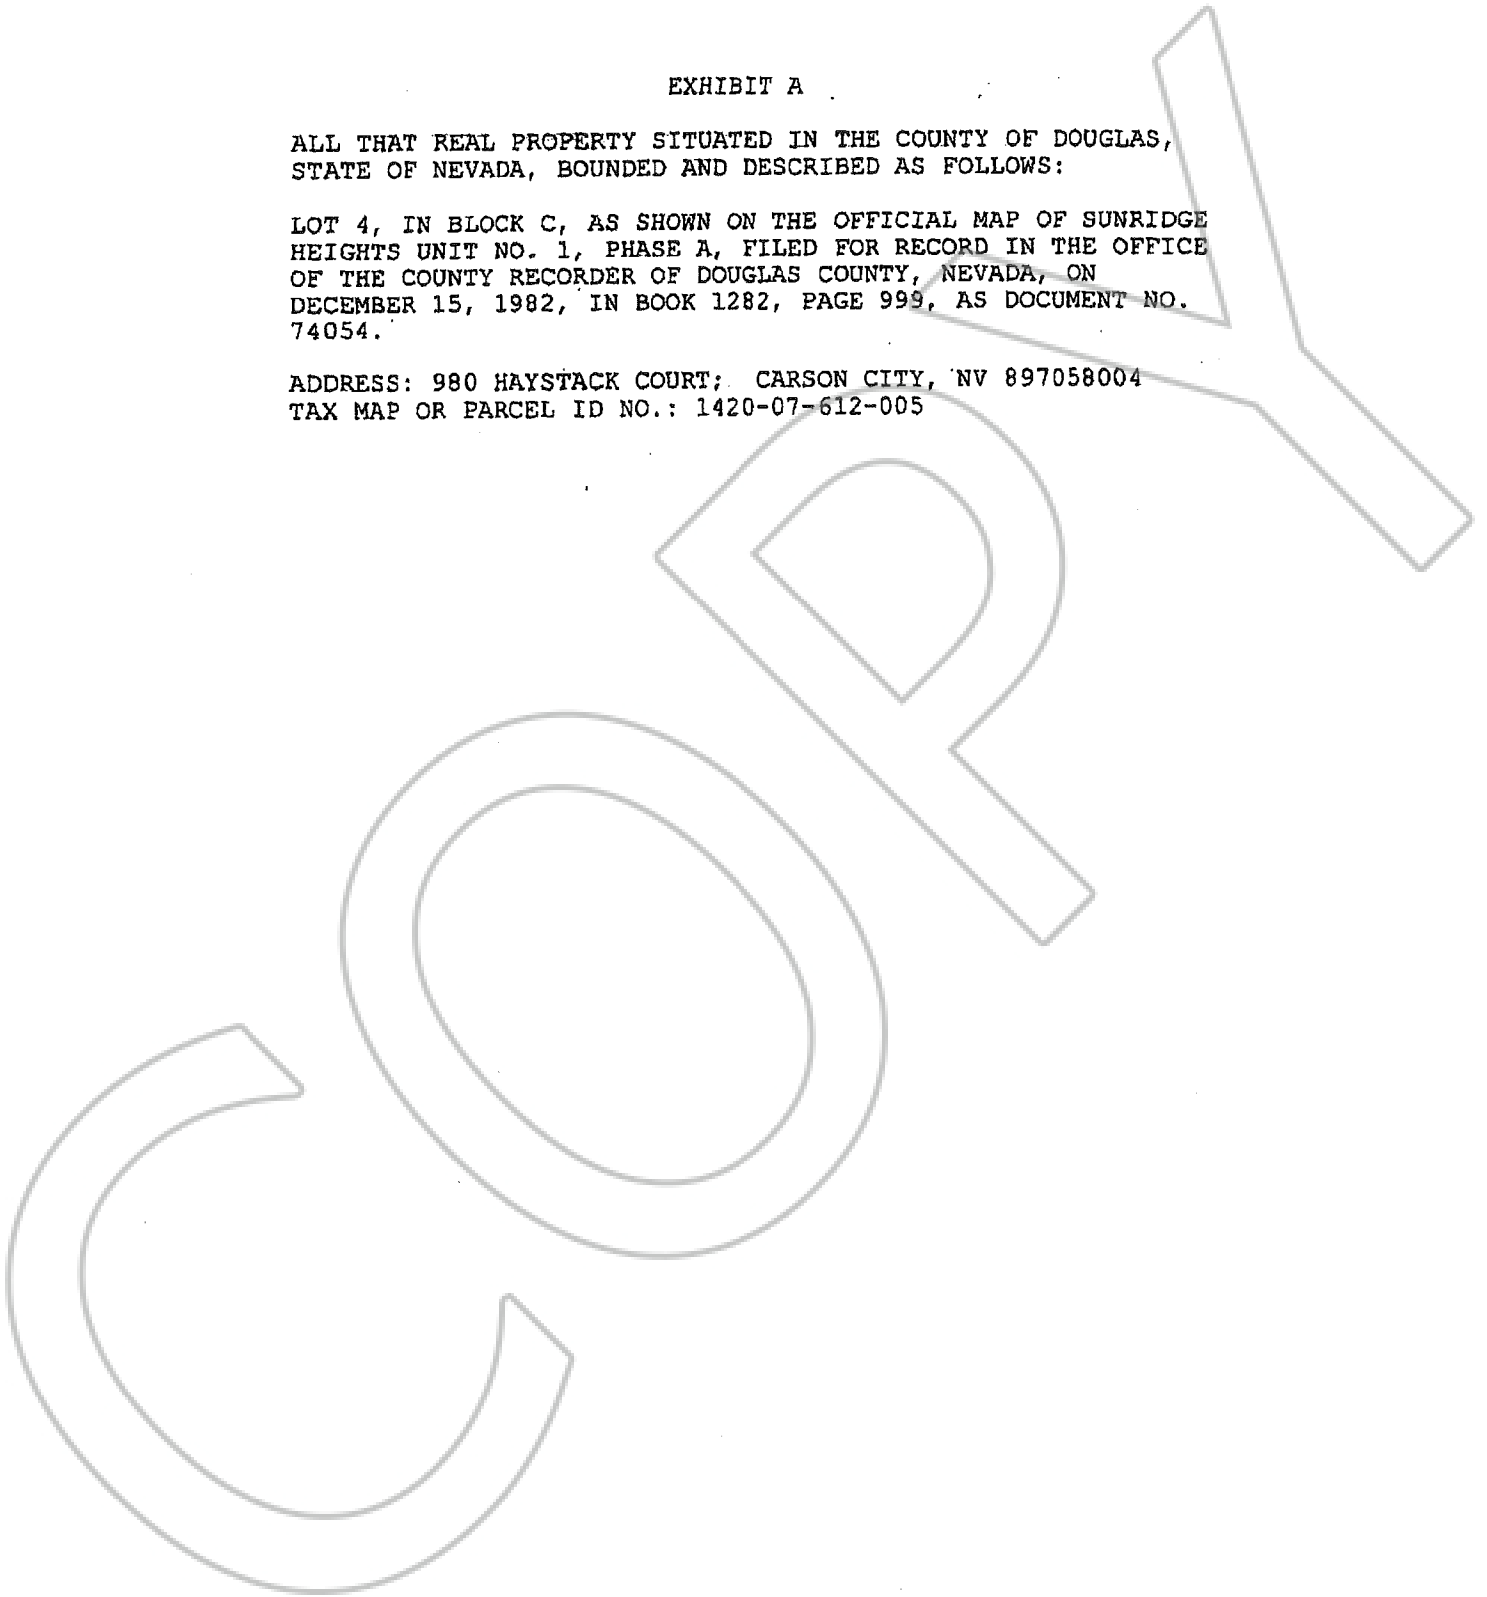 EXHIBIT A
ALL THAT REAL PROPERTY SITUATED IN THE COUNTY OF DOUGLAS,
STATE OF NEVADA, BOUNDED AND DESCRIBED AS FOLLOWS:
LOT 4, IN BLOCK C, AS SHOWN ON THE OFFICIAL MAP OF SUNRIDGE
HEIGHTS UNIT NO. 1, PHASE A, FILED FOR RECORD IN THE OFFICE
OF THE COUNTY RECORDER OF DOUGLAS COUNTY, NEVADA, ON
DECEMBER 15, 1982, IN BOOK 1282, PAGE 999, AS DOCUMENT NO.
74054.
ADDRESS: 980 HAYSTACK COURT; CARSON CITY, NV 897058004
TAX MAP OR PARCEL ID NO.: 1420-07-612-005
COPY